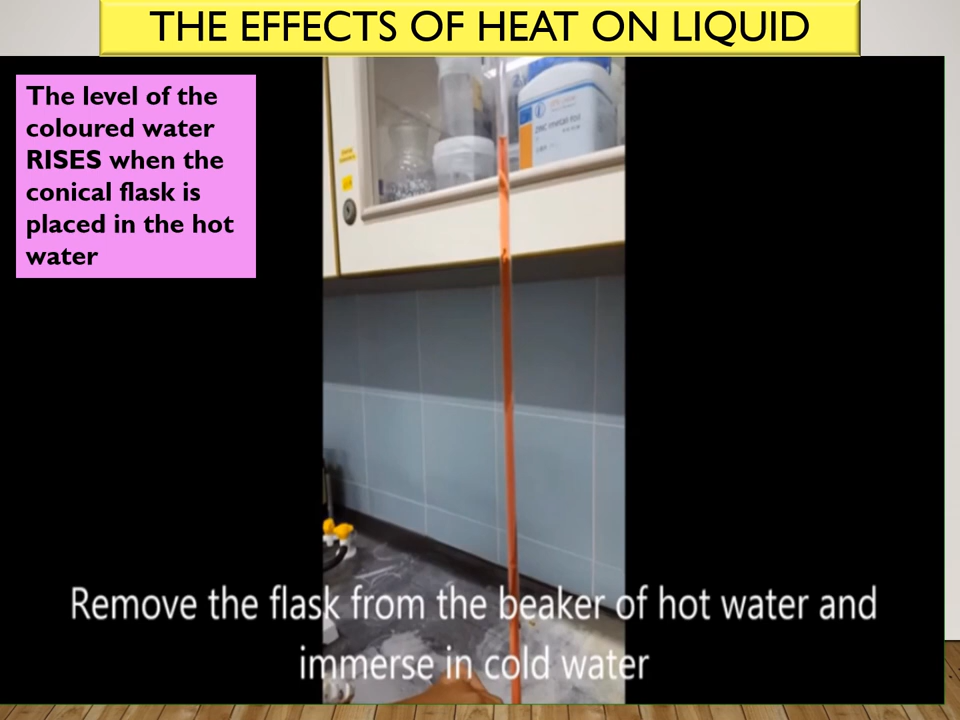 THE EFFECTS OF HEAT ON LIQUID
The level of the
coloured water
RISES when the
conical flask is
placed in the hot
water
Remove the flask from the beaker of hot water and
immerse in cold water